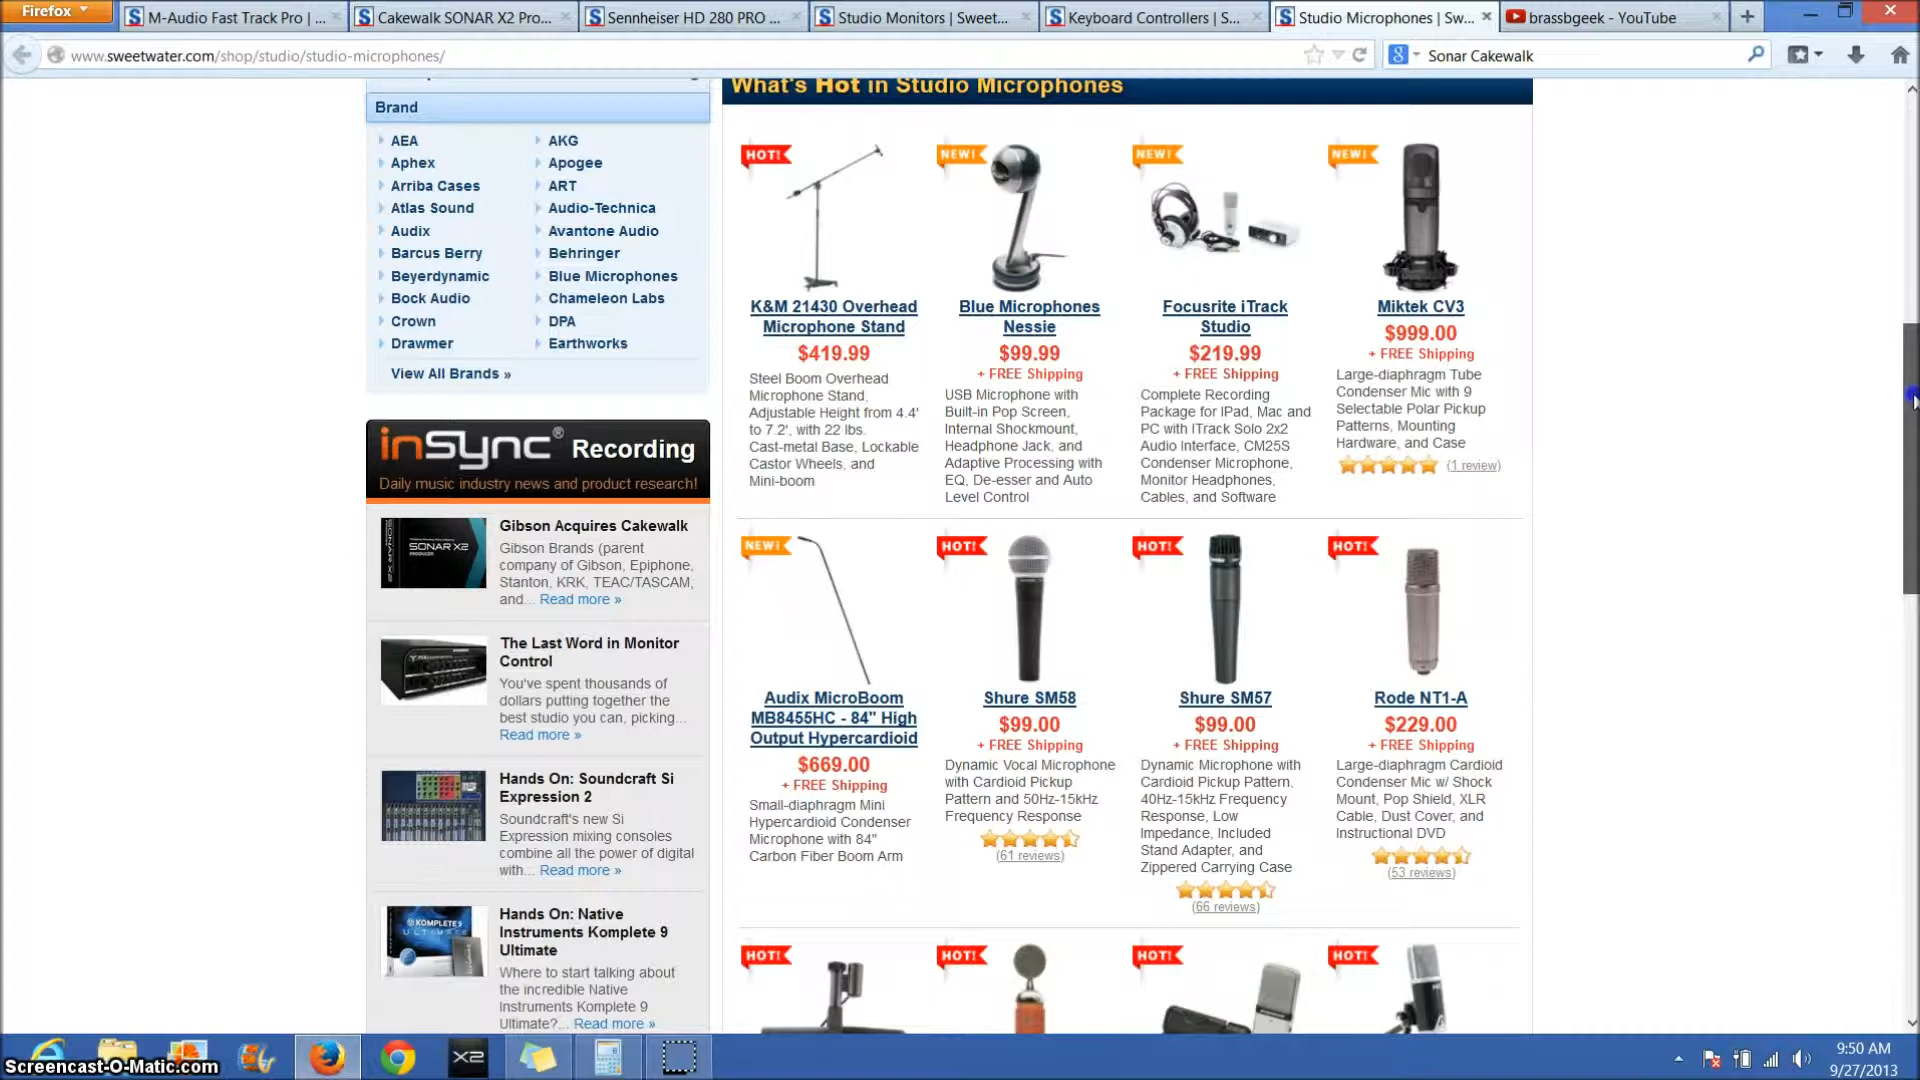 Firefox
M-Audio Fast Track Pro | ...
Cakewalk SONAR X2 Pro...
Sennheiser HD 280 PRO ...
Studio Monitors | Sweet...
Keyboard Controllers | S...
Studio Microphones | Sw...
brassbgeek - YouTube
www.sweetwater.com/shop/studio/studio-microphones/
Sonar Cakewalk
Brand
AEA
AKG
Aphex
Apogee
Arriba Cases
ART
Atlas Sound
Audio-Technica
Audix
Avantone Audio
Barcus Berry
Behringer
Beyerdynamic
Blue Microphones
Bock Audio
Chameleon Labs
Crown
DPA
Drawmer
Earthworks
View All Brands »
inSync® Recording
Daily music industry news and product research!
SONAR X2
PRODUCER
Gibson Acquires Cakewalk
Gibson Brands (parent
company of Gibson, Epiphone,
Stanton, KRK, TEAC/TASCAM,
and... Read more »
The Last Word in Monitor
Control
You've spent thousands of
dollars putting together the
best studio you can, picking...
Read more »
Hands On: Soundcraft Si
Expression 2
Soundcraft's new Si
Expression mixing consoles
combine all the power of digital
with... Read more »
KOMPLETE 9
ULTIMATE
Hands On: Native
Instruments Komplete 9
Ultimate
Where to start talking about
the incredible Native
Instruments Komplete 9
Ultimate?... Read more »
What's Hot in Studio Microphones
HOT!
K&M 21430 Overhead
Microphone Stand
$419.99
Steel Boom Overhead
Microphone Stand,
Adjustable Height from 4.4'
to 7.2', with 22 lbs.
Cast-metal Base, Lockable
Castor Wheels, and
Mini-boom
NEW!
Blue Microphones
Nessie
$99.99
+ FREE Shipping
USB Microphone with
Built-in Pop Screen,
Internal Shockmount,
Headphone Jack, and
Adaptive Processing with
EQ, De-esser and Auto
Level Control
NEW!
Focusrite iTrack
Studio
$219.99
+ FREE Shipping
Complete Recording
Package for iPad, Mac and
PC with iTrack Solo 2x2
Audio Interface, CM25S
Condenser Microphone,
Monitor Headphones,
Cables, and Software
NEW!
Miktek CV3
$999.00
+ FREE Shipping
Large-diaphragm Tube
Condenser Mic with 9
Selectable Polar Pickup
Patterns, Mounting
Hardware, and Case
(1 review)
NEW!
Audix MicroBoom
MB8455HC - 84" High
Output Hypercardioid
$669.00
+ FREE Shipping
Small-diaphragm Mini
Hypercardioid Condenser
Microphone with 84"
Carbon Fiber Boom Arm
HOT!
Shure SM58
$99.00
+ FREE Shipping
Dynamic Vocal Microphone
with Cardioid Pickup
Pattern and 50Hz-15kHz
Frequency Response
(61 reviews)
HOT!
Shure SM57
$99.00
+ FREE Shipping
Dynamic Microphone with
Cardioid Pickup Pattern,
40Hz-15kHz Frequency
Response, Low
Impedance, Included
Stand Adapter, and
Zippered Carrying Case
(66 reviews)
HOT!
Rode NT1-A
$229.00
+ FREE Shipping
Large-diaphragm Cardioid
Condenser Mic w/ Shock
Mount, Pop Shield, XLR
Cable, Dust Cover, and
Instructional DVD
(53 reviews)
HOT!
HOT!
HOT!
HOT!
Screencast-O-Matic.com
X2
9:50 AM
9/27/2013